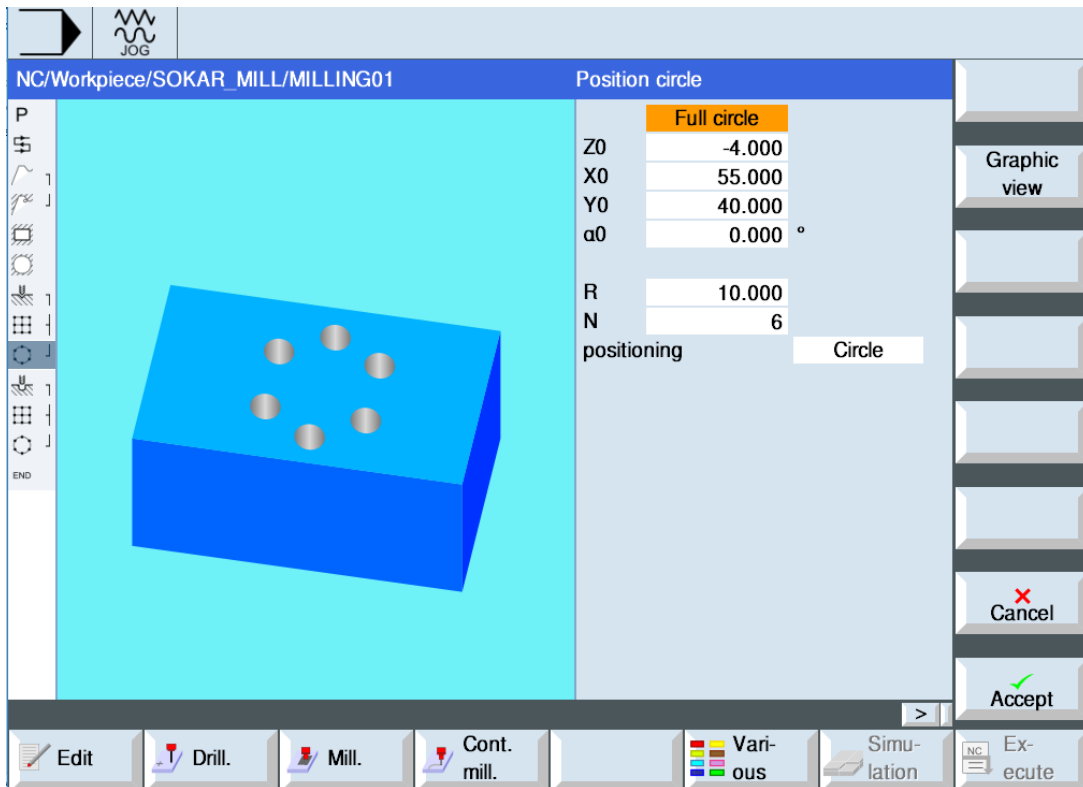 JOG
NC/Workpiece/SOKAR_MILL/MILLING01
Position circle
P
END
Full circle
Z0 -4.000
X0 55.000
Y0 40.000
α0 0.000 °
R 10.000
N 6
positioning Circle
Graphic
view
Cancel
Accept
>
Edit
Drill.
Mill.
Cont.
mill.
Vari-
ous
Simu-
lation
NC
Ex-
ecute